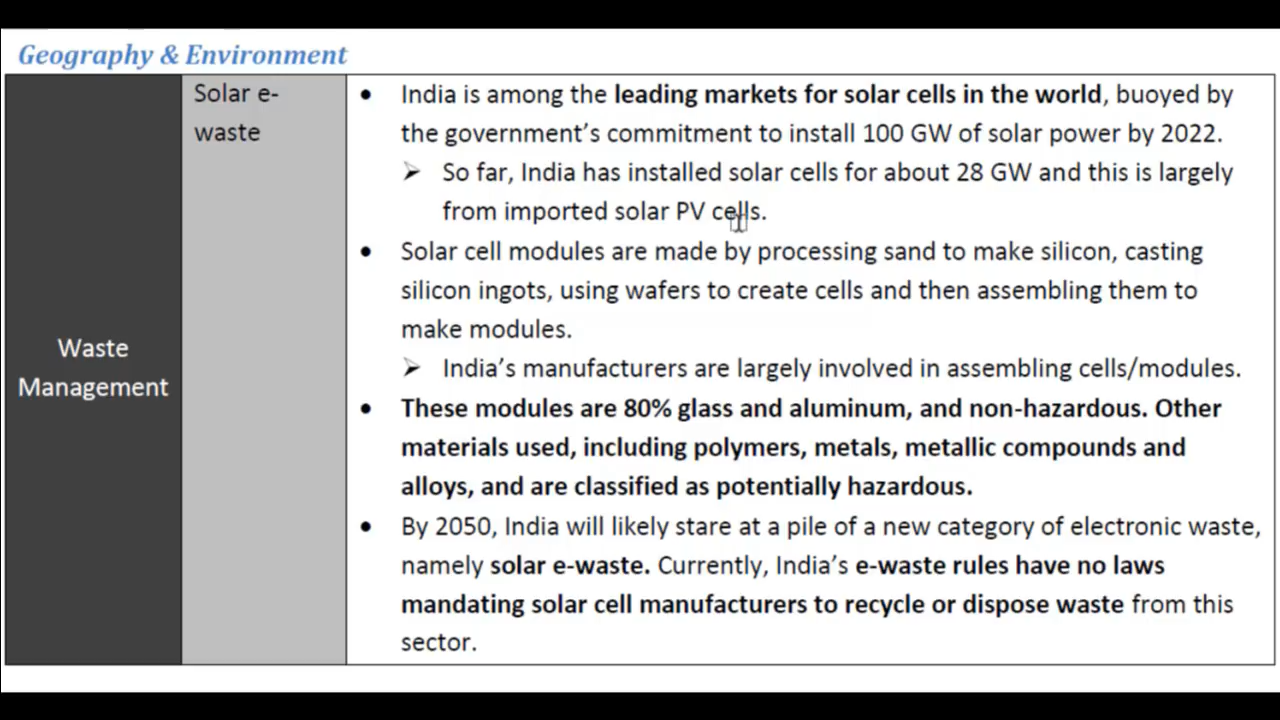 Geography & Environment
Waste
Management
Solar e-
waste
• India is among the leading markets for solar cells in the world, buoyed by
the government's commitment to install 100 GW of solar power by 2022.
➢ So far, India has installed solar cells for about 28 GW and this is largely
from imported solar PV cells.
• Solar cell modules are made by processing sand to make silicon, casting
silicon ingots, using wafers to create cells and then assembling them to
make modules.
➢ India's manufacturers are largely involved in assembling cells/modules.
• These modules are 80% glass and aluminum, and non-hazardous. Other
materials used, including polymers, metals, metallic compounds and
alloys, and are classified as potentially hazardous.
• By 2050, India will likely stare at a pile of a new category of electronic waste,
namely solar e-waste. Currently, India's e-waste rules have no laws
mandating solar cell manufacturers to recycle or dispose waste from this
sector.